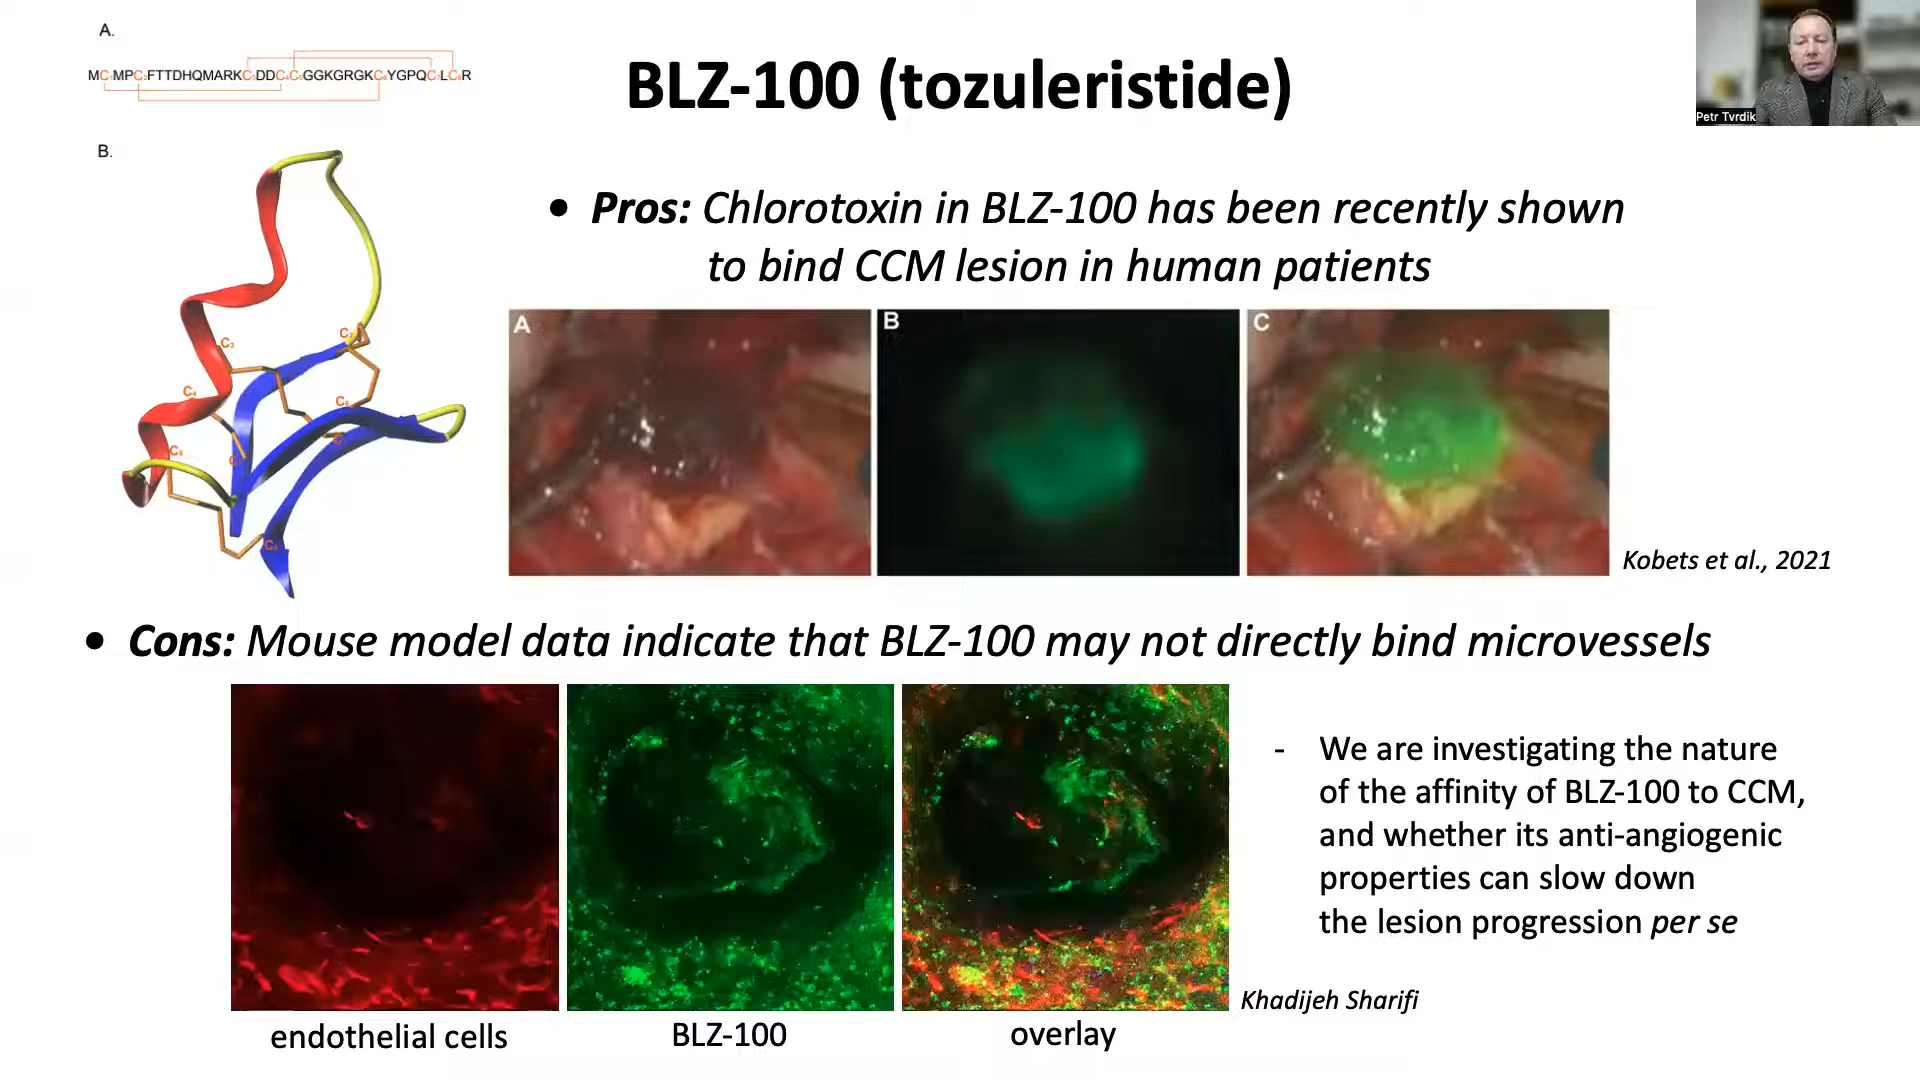 A.
MC₁MPC₂FTTDHQMARKC₃DDC₄C₅GGKGRGKC₆YGPQC₇LC₈R
BLZ-100 (tozuleristide)
Petr Tvrdik
B.
• Pros: Chlorotoxin in BLZ-100 has been recently shown
to bind CCM lesion in human patients
A
B
C
Kobets et al., 2021
• Cons: Mouse model data indicate that BLZ-100 may not directly bind microvessels
- We are investigating the nature
of the affinity of BLZ-100 to CCM,
and whether its anti-angiogenic
properties can slow down
the lesion progression per se
Khadijeh Sharifi
endothelial cells
BLZ-100
overlay